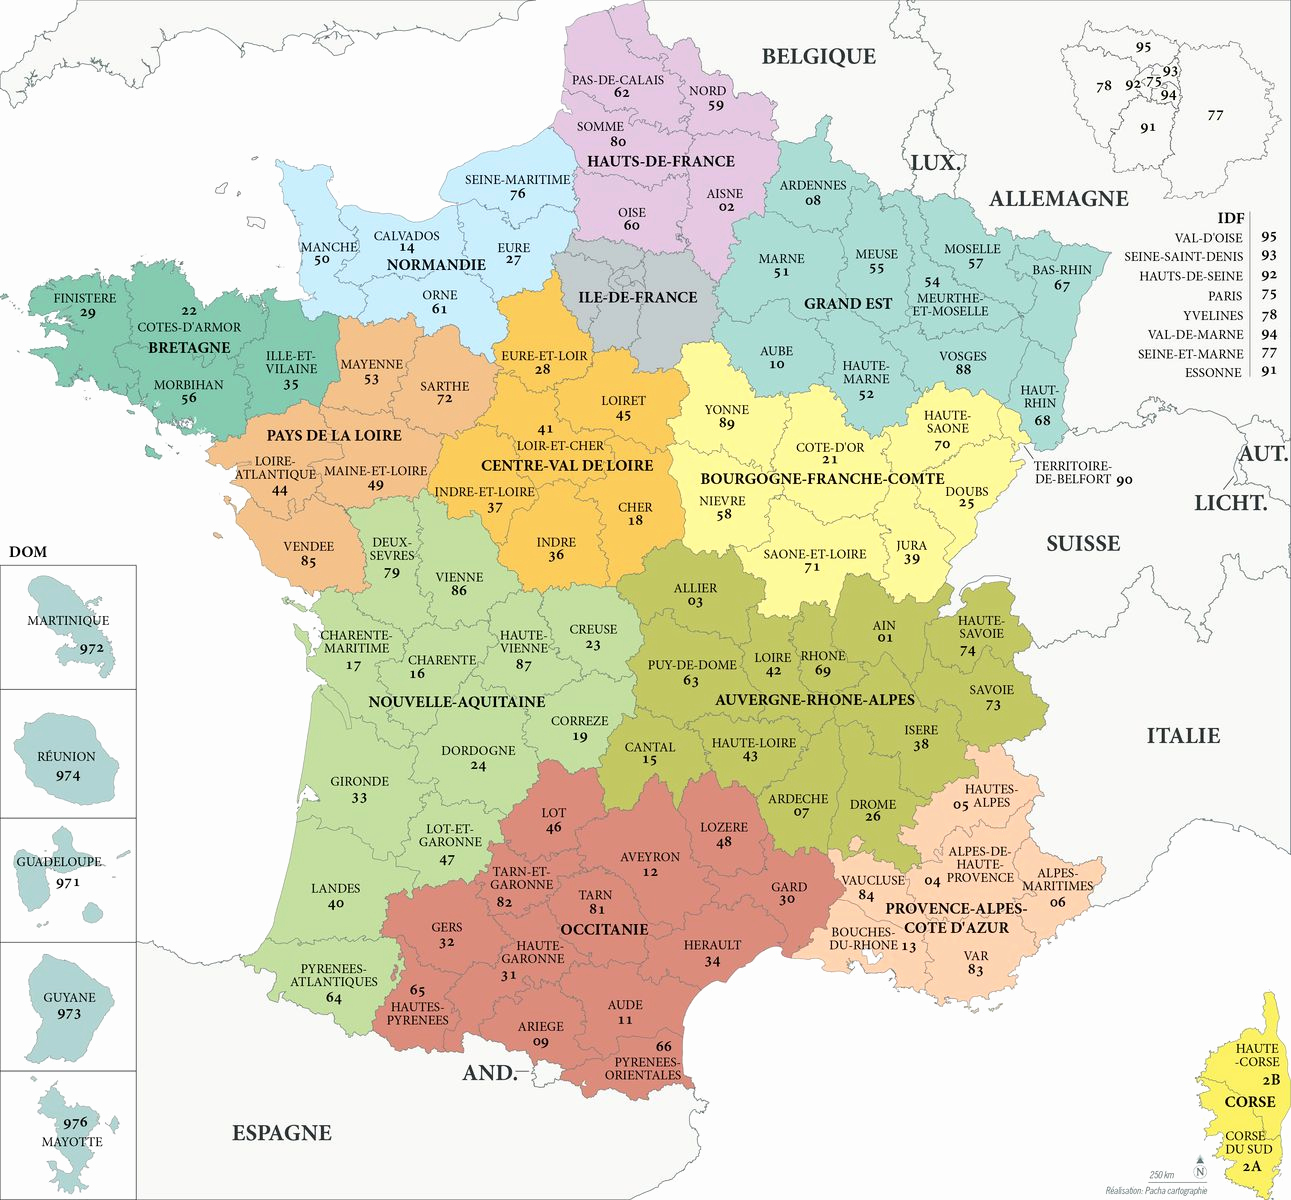 BELGIQUE
LUX.
ALLEMAGNE
AUT.
LICHT.
SUISSE
ITALIE
AND.
ESPAGNE
95
93
78
92
75
94
91
77
IDF
VAL-D'OISE 95
SEINE-SAINT-DENIS 93
HAUTS-DE-SEINE 92
PARIS 75
YVELINES 78
VAL-DE-MARNE 94
SEINE-ET-MARNE 77
ESSONNE 91
PAS-DE-CALAIS
62
NORD
59
SOMME
80
HAUTS-DE-FRANCE
AISNE
02
OISE
60
SEINE-MARITIME
76
MANCHE
50
CALVADOS
14
NORMANDIE
EURE
27
ORNE
61
ILE-DE-FRANCE
ARDENNES
08
MARNE
51
MEUSE
55
MOSELLE
57
54
MEURTHE-
ET-MOSELLE
BAS-RHIN
67
GRAND EST
AUBE
10
HAUTE-
MARNE
52
VOSGES
88
HAUT-
RHIN
68
FINISTERE
29
22
COTES-D'ARMOR
BRETAGNE
ILLE-ET-
VILAINE
35
MORBIHAN
56
MAYENNE
53
SARTHE
72
PAYS DE LA LOIRE
LOIRE-
ATLANTIQUE
44
MAINE-ET-LOIRE
49
VENDEE
85
EURE-ET-LOIR
28
LOIRET
45
41
LOIR-ET-CHER
CENTRE-VAL DE LOIRE
INDRE-ET-LOIRE
37
CHER
18
INDRE
36
YONNE
89
COTE-D'OR
21
HAUTE-
SAONE
70
BOURGOGNE-FRANCHE-COMTE
TERRITOIRE-
DE-BELFORT 90
NIEVRE
58
DOUBS
25
SAONE-ET-LOIRE
71
JURA
39
DEUX-
SEVRES
79
VIENNE
86
CHARENTE-
MARITIME
17
CHARENTE
16
HAUTE-
VIENNE
87
CREUSE
23
NOUVELLE-AQUITAINE
CORREZE
19
DORDOGNE
24
GIRONDE
33
LOT-ET-
GARONNE
47
LANDES
40
PYRENEES-
ATLANTIQUES
64
ALLIER
03
PUY-DE-DOME
63
LOIRE
42
RHONE
69
AIN
01
HAUTE-
SAVOIE
74
SAVOIE
73
AUVERGNE-RHONE-ALPES
ISERE
38
CANTAL
15
HAUTE-LOIRE
43
ARDECHE
07
DROME
26
LOT
46
AVEYRON
12
LOZERE
48
GARD
30
TARN-ET-
GARONNE
82
TARN
81
OCCITANIE
GERS
32
HAUTE-
GARONNE
31
HERAULT
34
65
HAUTES-
PYRENEES
ARIEGE
09
AUDE
11
66
PYRENEES-
ORIENTALES
HAUTES-
05 ALPES
ALPES-DE-
HAUTE-
04 PROVENCE
ALPES-
MARITIMES
06
VAUCLUSE
84
PROVENCE-ALPES-
COTE D'AZUR
BOUCHES-
DU-RHONE 13
VAR
83
HAUTE
-CORSE
2B
CORSE
CORSE
DU SUD
2A
DOM
MARTINIQUE
972
RÉUNION
974
GUADELOUPE
971
GUYANE
973
976
MAYOTTE
250 km
N
Réalisation: Pacha cartographie